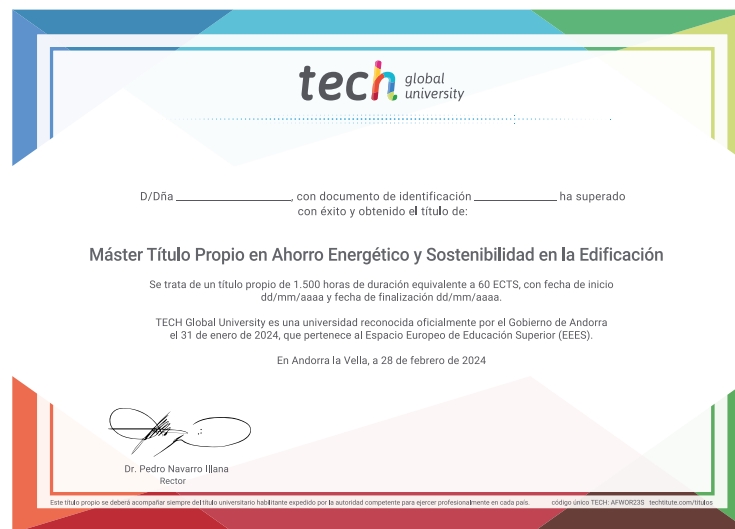 tech global university
D/Dña ______________, con documento de identificación __________ ha superado
con éxito y obtenido el título de:
Máster Título Propio en Ahorro Energético y Sostenibilidad en la Edificación
Se trata de un título propio de 1.500 horas de duración equivalente a 60 ECTS, con fecha de inicio
dd/mm/aaaa y fecha de finalización dd/mm/aaaa.
TECH Global University es una universidad reconocida oficialmente por el Gobierno de Andorra
el 31 de enero de 2024, que pertenece al Espacio Europeo de Educación Superior (EEES).
En Andorra la Vella, a 28 de febrero de 2024
Dr. Pedro Navarro Illana
Rector
Este título propio se deberá acompañar siempre del título universitario habilitante expedido por la autoridad competente para ejercer profesionalmente en cada país. código único TECH: AFWOR23S techtitute.com/titulos